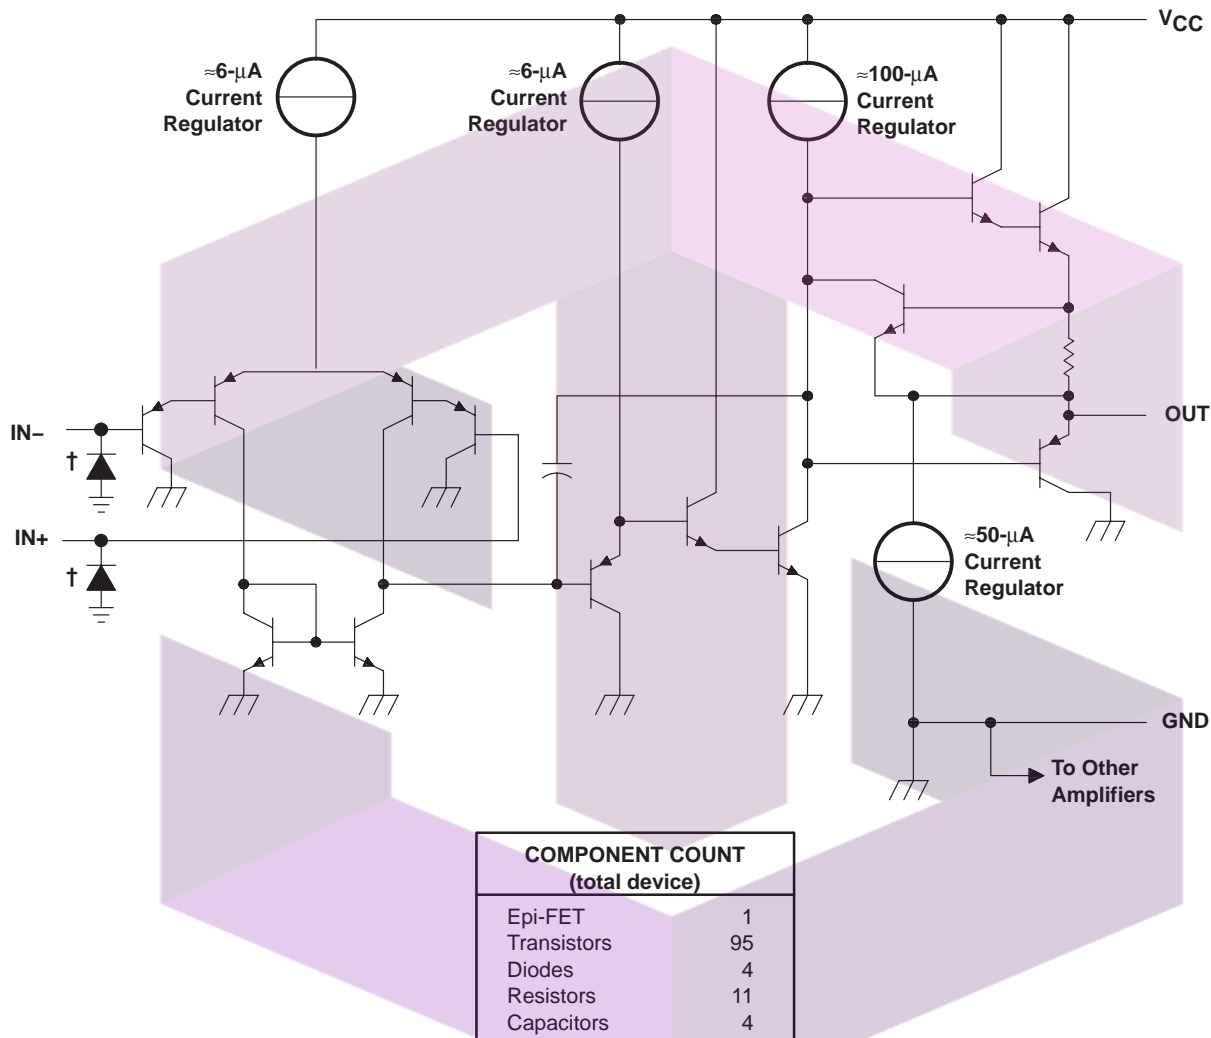 VCC
≈6-μA
Current
Regulator
≈6-μA
Current
Regulator
≈100-μA
Current
Regulator
IN−
†
OUT
IN+
†
≈50-μA
Current
Regulator
GND
To Other
Amplifiers
COMPONENT COUNT
(total device)
Epi-FET 1
Transistors 95
Diodes 4
Resistors 11
Capacitors 4